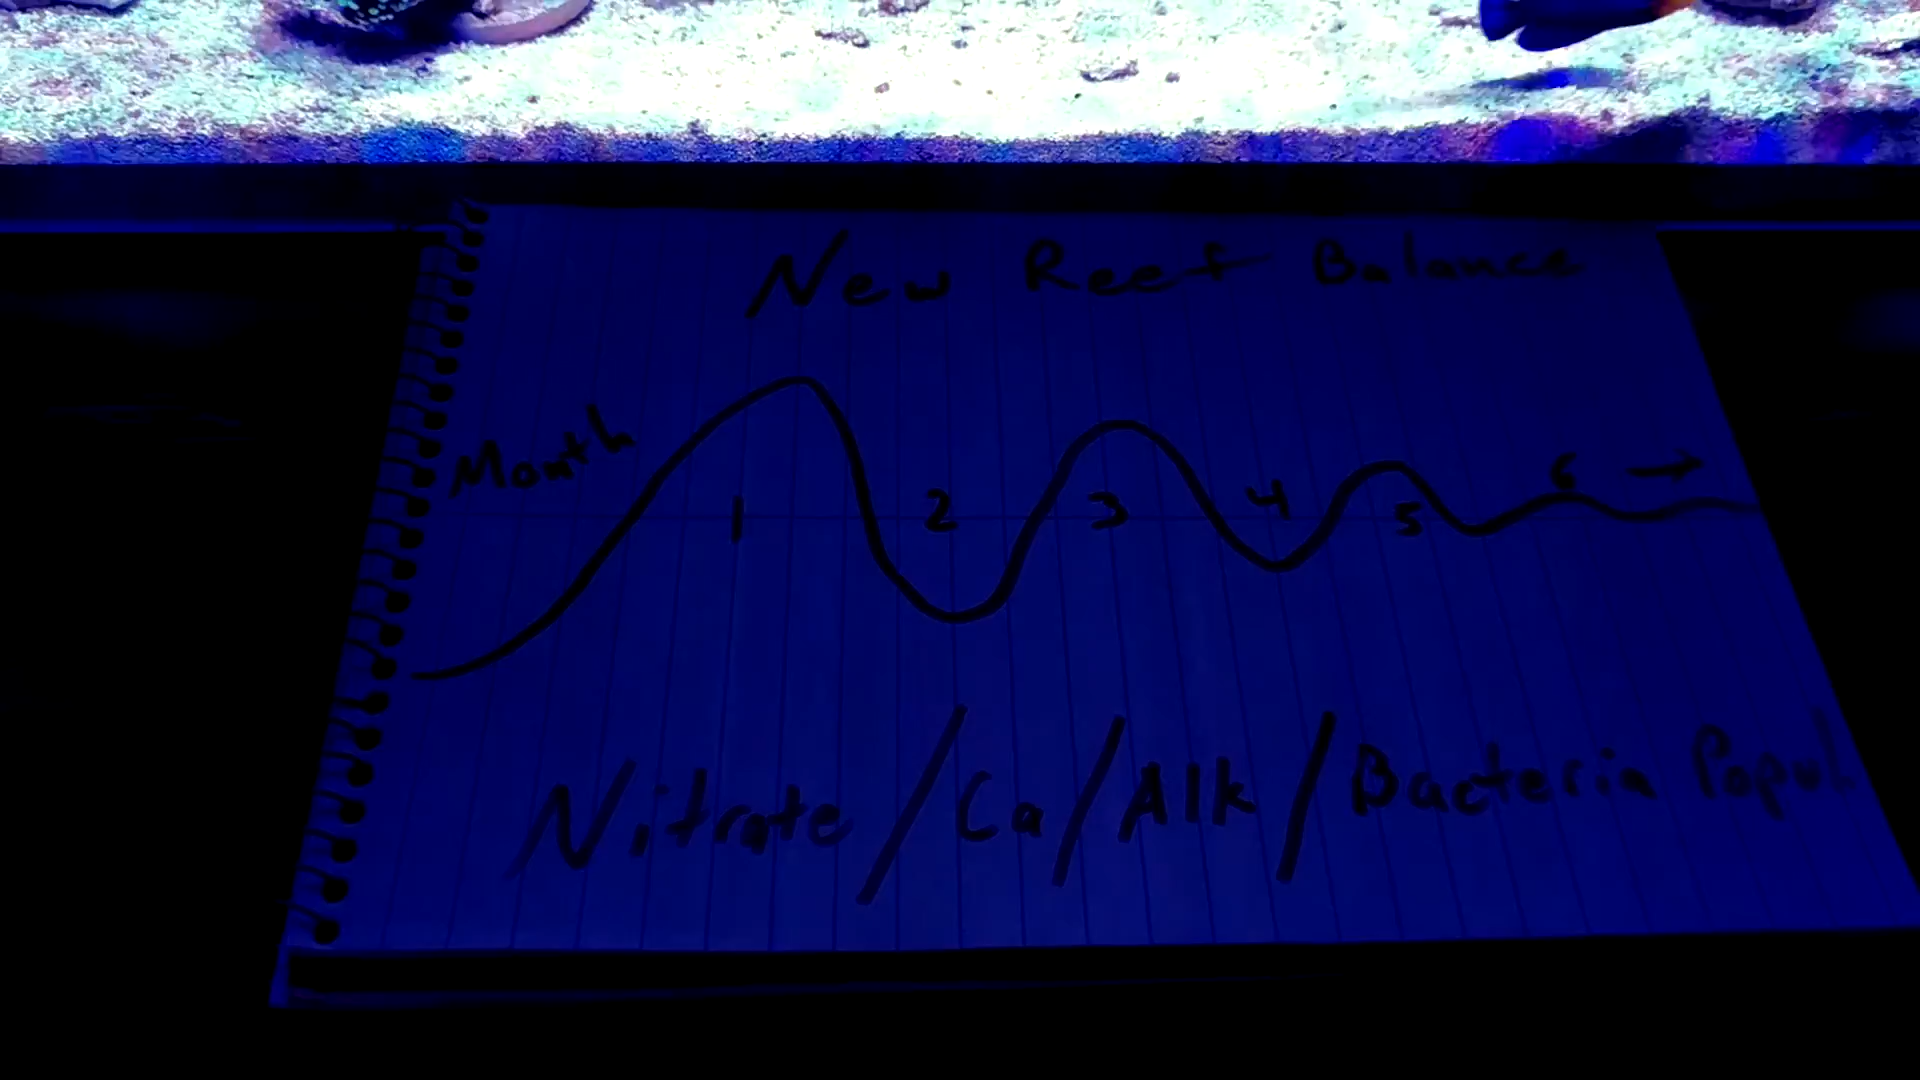 New Reef Balance
Month
1 2 3 4 5 6 →
Nitrate/Ca/Alk/Bacteria Popul